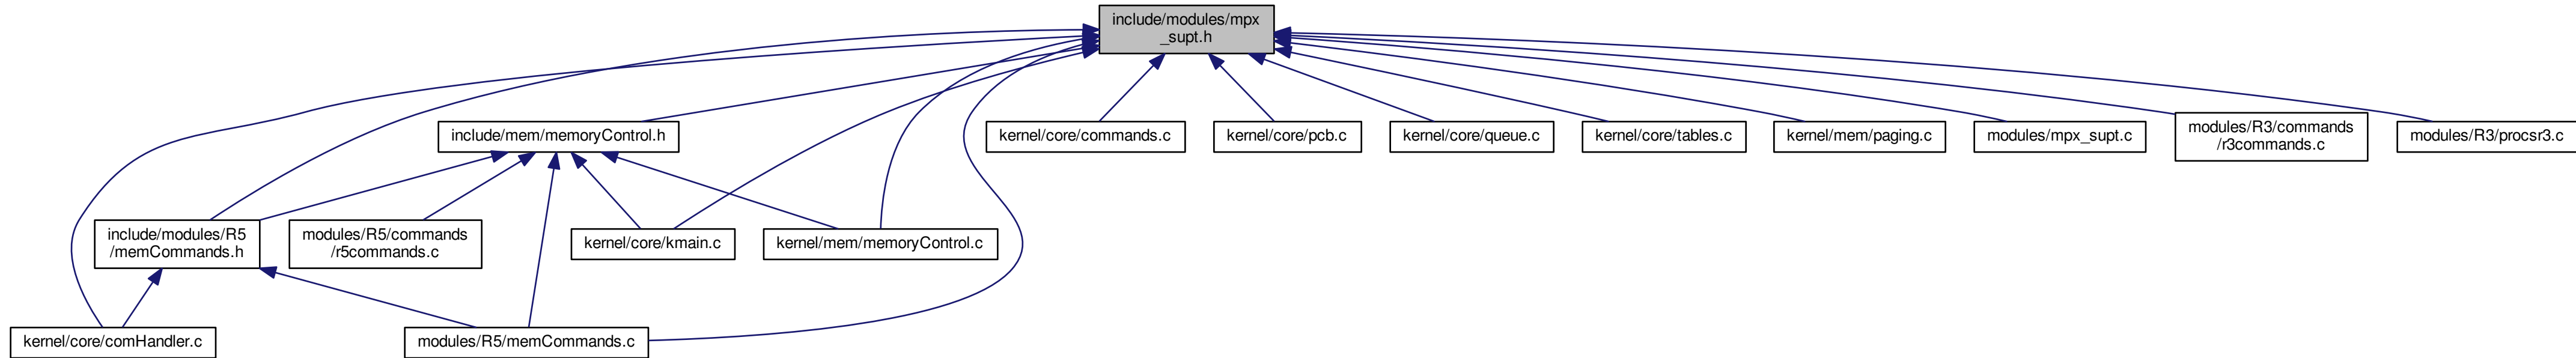 include/modules/mpx
_supt.h
include/mem/memoryControl.h
kernel/core/commands.c
kernel/core/pcb.c
kernel/core/queue.c
kernel/core/tables.c
kernel/mem/paging.c
modules/mpx_supt.c
modules/R3/commands
/r3commands.c
modules/R3/procsr3.c
include/modules/R5
/memCommands.h
modules/R5/commands
/r5commands.c
kernel/core/kmain.c
kernel/mem/memoryControl.c
kernel/core/comHandler.c
modules/R5/memCommands.c